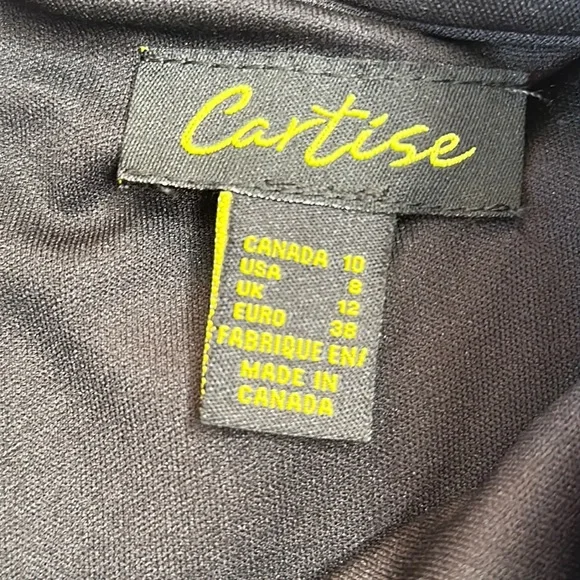 Cartise
CANADA 10
USA 8
UK 12
EURO 38
FABRIQUE EN/
MADE IN
CANADA